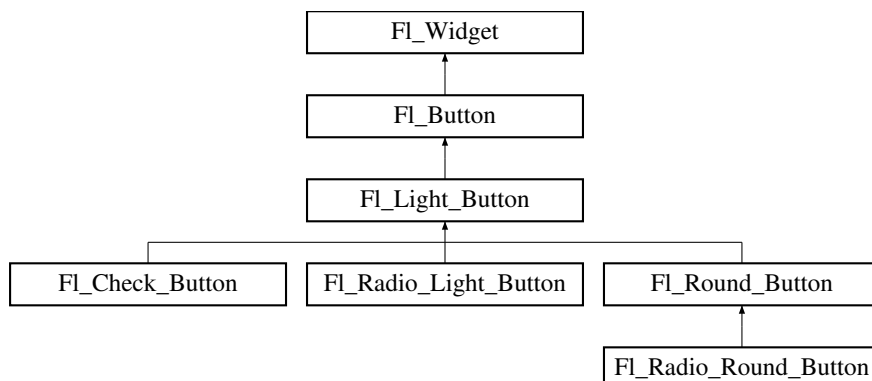 Fl_Widget
Fl_Button
Fl_Light_Button
Fl_Check_Button
Fl_Radio_Light_Button
Fl_Round_Button
Fl_Radio_Round_Button